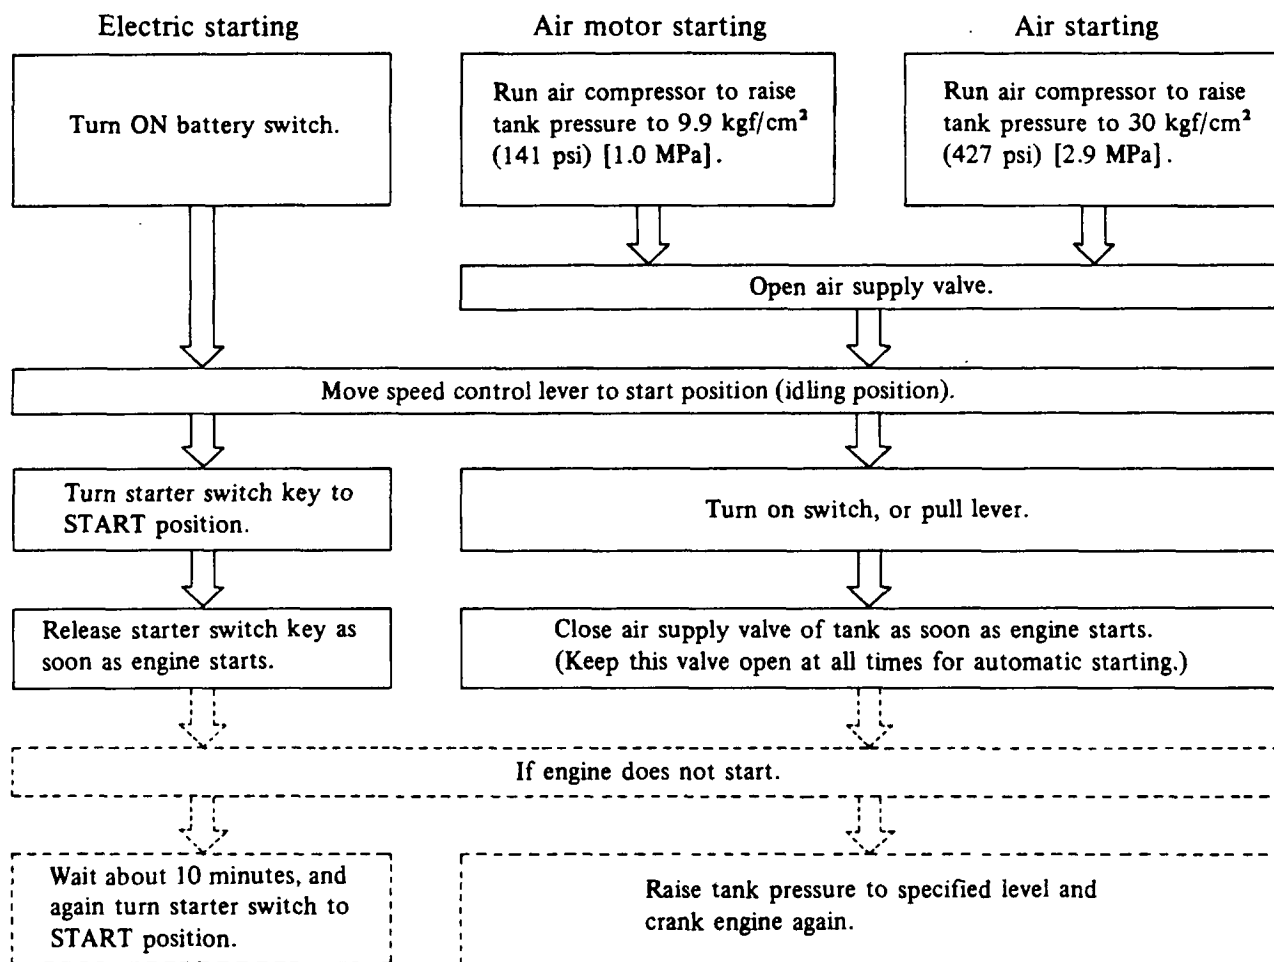 Electric starting
Air motor starting
Air starting
Turn ON battery switch.
Run air compressor to raise
tank pressure to 9.9 kgf/cm²
(141 psi) [1.0 MPa].
Run air compressor to raise
tank pressure to 30 kgf/cm²
(427 psi) [2.9 MPa].
Open air supply valve.
Move speed control lever to start position (idling position).
Turn starter switch key to
START position.
Turn on switch, or pull lever.
Release starter switch key as
soon as engine starts.
Close air supply valve of tank as soon as engine starts.
(Keep this valve open at all times for automatic starting.)
If engine does not start.
Wait about 10 minutes, and
again turn starter switch to
START position.
Raise tank pressure to specified level and
crank engine again.